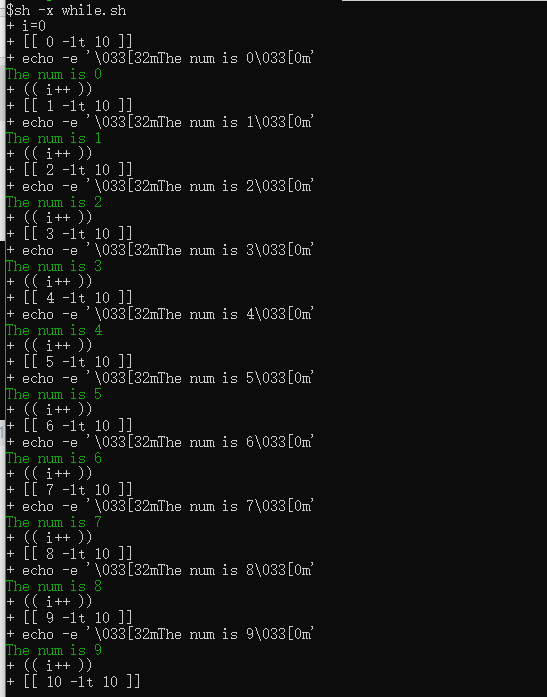 $sh -x while.sh
+ i=0
+ [[ 0 -lt 10 ]]
+ echo -e '\033[32mThe num is 0\033[0m'
The num is 0
+ (( i++ ))
+ [[ 1 -lt 10 ]]
+ echo -e '\033[32mThe num is 1\033[0m'
The num is 1
+ (( i++ ))
+ [[ 2 -lt 10 ]]
+ echo -e '\033[32mThe num is 2\033[0m'
The num is 2
+ (( i++ ))
+ [[ 3 -lt 10 ]]
+ echo -e '\033[32mThe num is 3\033[0m'
The num is 3
+ (( i++ ))
+ [[ 4 -lt 10 ]]
+ echo -e '\033[32mThe num is 4\033[0m'
The num is 4
+ (( i++ ))
+ [[ 5 -lt 10 ]]
+ echo -e '\033[32mThe num is 5\033[0m'
The num is 5
+ (( i++ ))
+ [[ 6 -lt 10 ]]
+ echo -e '\033[32mThe num is 6\033[0m'
The num is 6
+ (( i++ ))
+ [[ 7 -lt 10 ]]
+ echo -e '\033[32mThe num is 7\033[0m'
The num is 7
+ (( i++ ))
+ [[ 8 -lt 10 ]]
+ echo -e '\033[32mThe num is 8\033[0m'
The num is 8
+ (( i++ ))
+ [[ 9 -lt 10 ]]
+ echo -e '\033[32mThe num is 9\033[0m'
The num is 9
+ (( i++ ))
+ [[ 10 -lt 10 ]]